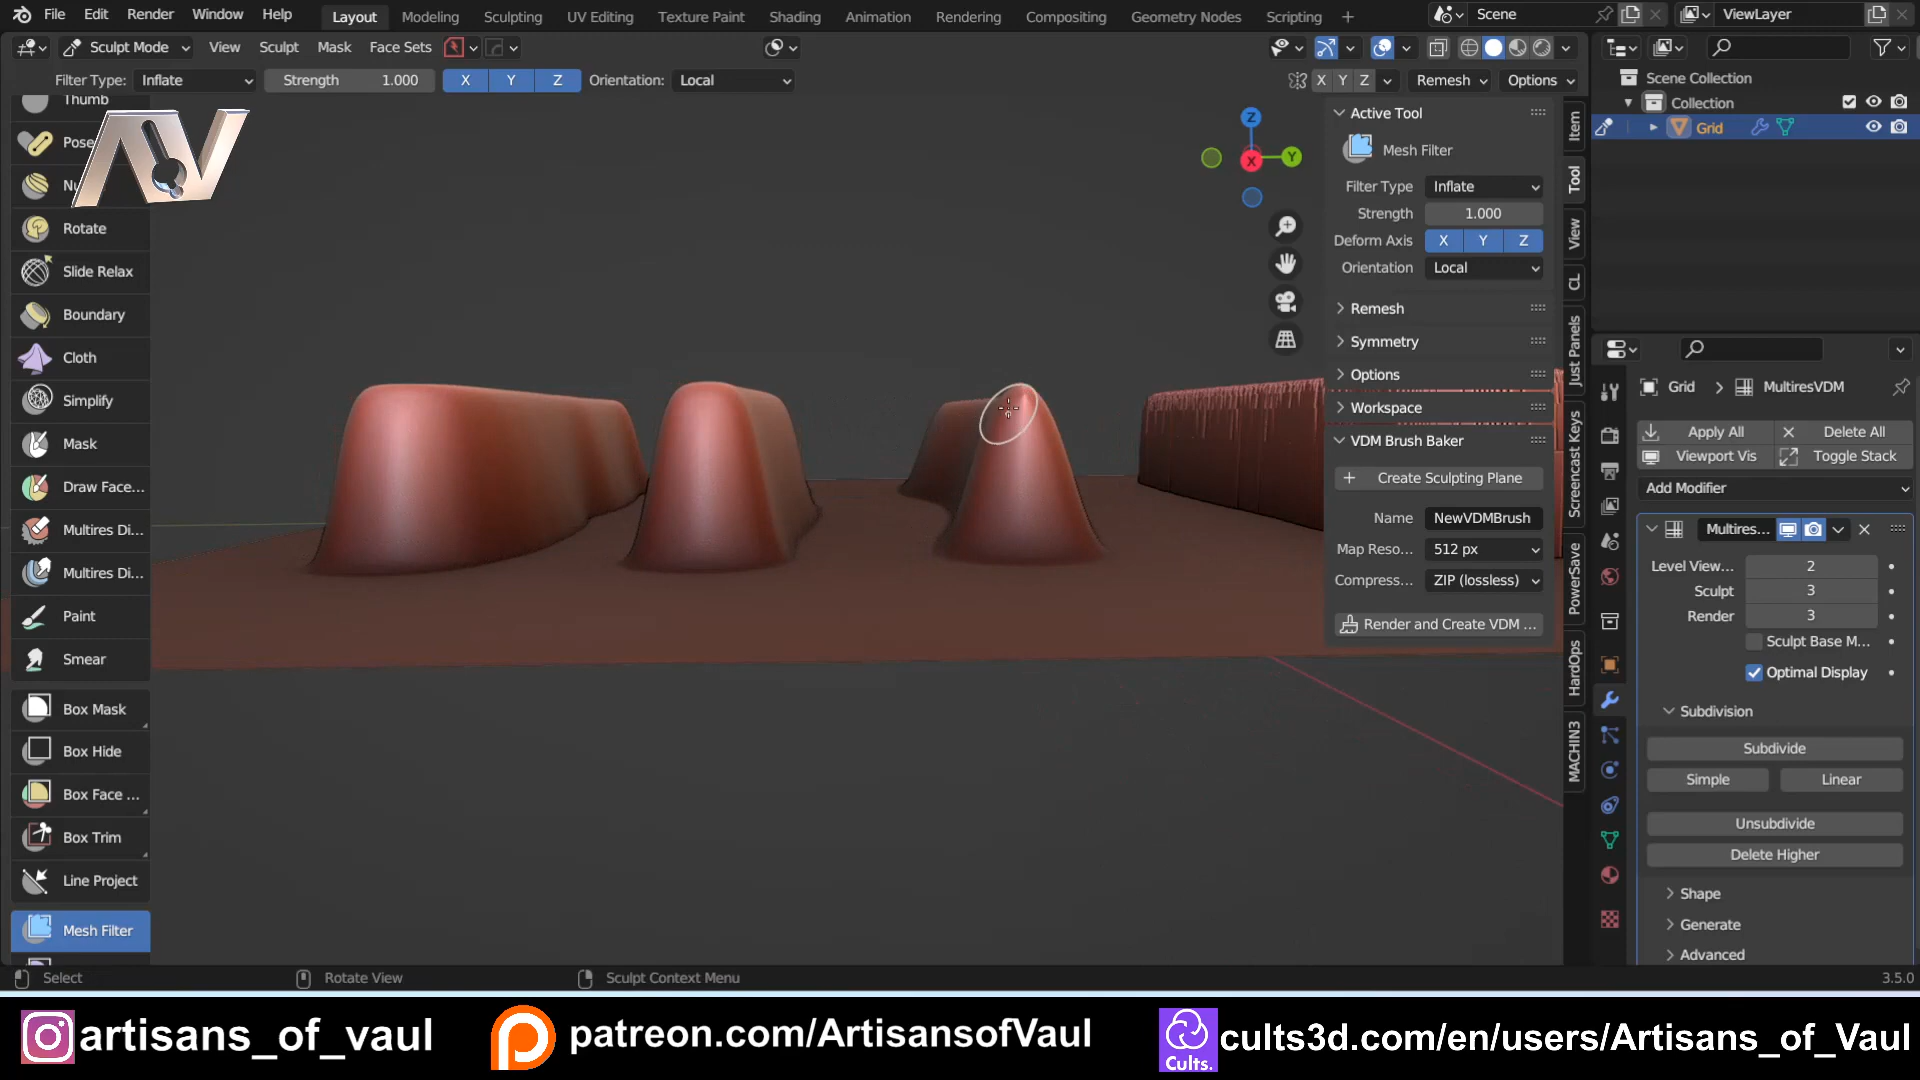 File Edit Render Window Help Layout Modeling Sculpting UV Editing Texture Paint Shading Animation Rendering Compositing Geometry Nodes Scripting + Scene ViewLayer
Sculpt Mode View Sculpt Mask Face Sets
Filter Type: Inflate Strength 1.000 X Y Z Orientation: Local X Y Z Remesh Options
Thumb
Pose
AV
Rotate
Slide Relax
Boundary
Cloth
Simplify
Mask
Draw Face...
Multires Di...
Multires Di...
Paint
Smear
Box Mask
Box Hide
Box Face ...
Box Trim
Line Project
Mesh Filter
Z
X
Y
Active Tool
Mesh Filter
Filter Type Inflate
Strength 1.000
Deform Axis X Y Z
Orientation Local
Remesh
Symmetry
Options
Workspace
VDM Brush Baker
Create Sculpting Plane
Name NewVDMBrush
Map Reso... 512 px
Compress... ZIP (lossless)
Render and Create VDM ...
Item
Tool
View
CL
Just Panels
Screencast Keys
PowerSave
HardOps
MACHIN3
Scene Collection
Collection
Grid
Grid > MultiresVDM
Apply All Delete All
Viewport Vis Toggle Stack
Add Modifier
Multires...
Level View... 2
Sculpt 3
Render 3
Sculpt Base M...
Optimal Display
Subdivision
Subdivide
Simple Linear
Unsubdivide
Delete Higher
Shape
Generate
Advanced
Select Rotate View Sculpt Context Menu 3.5.0
artisans_of_vaul patreon.com/ArtisansofVaul cults3d.com/en/users/Artisans_of_Vaul
Cults.